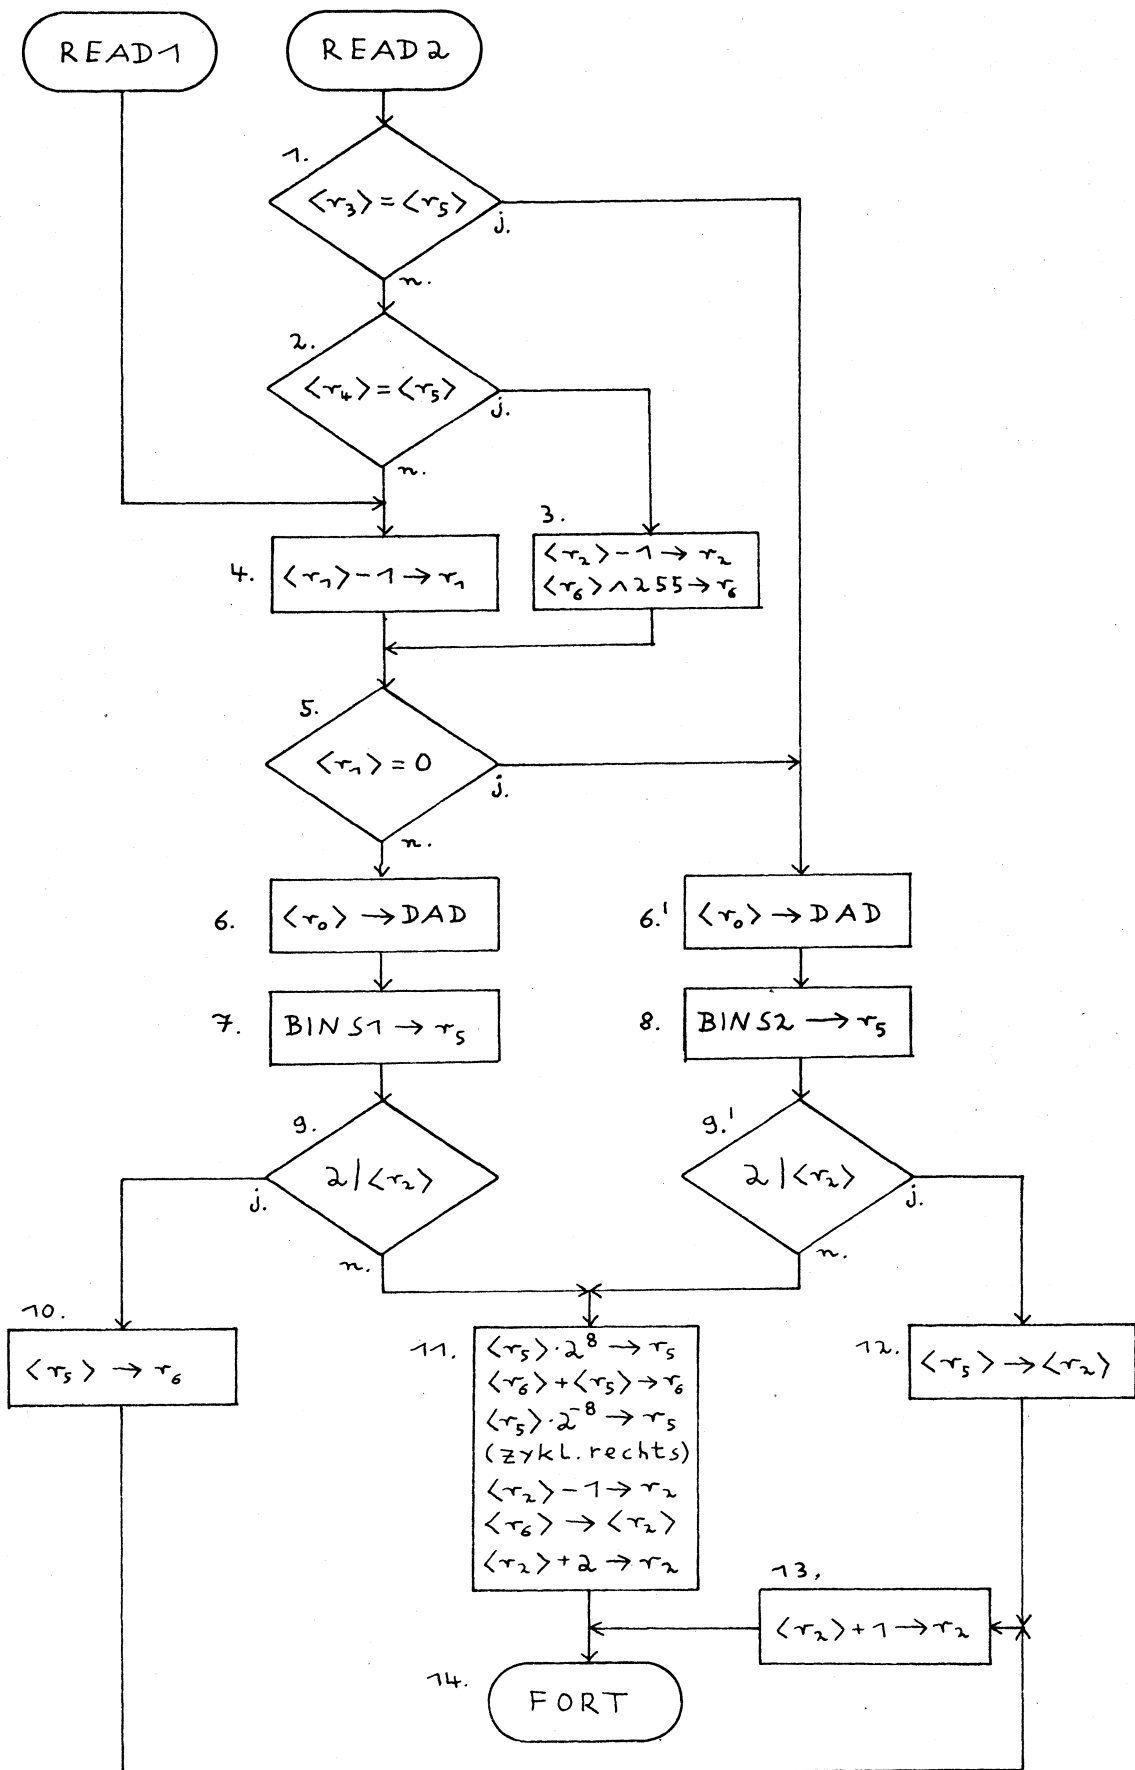 READ1
READ2
1.
⟨r₃⟩=⟨r₅⟩
j.
n.
2.
⟨r₄⟩=⟨r₅⟩
j.
n.
3.
⟨r₂⟩-1→r₂
⟨r₆⟩∧255→r₆
4.
⟨r₁⟩-1→r₁
5.
⟨r₁⟩=0
j.
n.
6.
⟨r₀⟩→DAD
6.'
⟨r₀⟩→DAD
7.
BINS1→r₅
8.
BINS2→r₅
9.
2|⟨r₂⟩
j.
n.
9.'
2|⟨r₂⟩
j.
n.
10.
⟨r₅⟩→r₆
11.
⟨r₅⟩·2⁸→r₅
⟨r₆⟩+⟨r₅⟩→r₆
⟨r₅⟩·2⁻⁸→r₅
(zykl.rechts)
⟨r₂⟩-1→r₂
⟨r₆⟩→⟨r₂⟩
⟨r₂⟩+2→r₂
12.
⟨r₅⟩→⟨r₂⟩
13.
⟨r₂⟩+1→r₂
14.
FORT